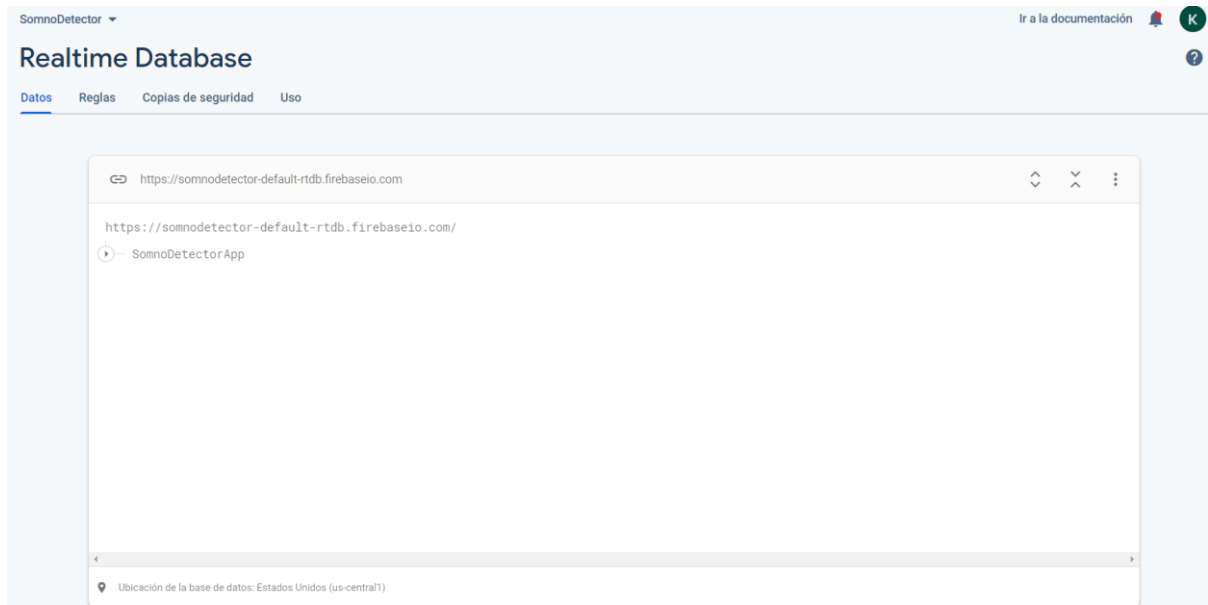 SomnoDetector
Ir a la documentación
K
Realtime Database
Datos Reglas Copias de seguridad Uso
https://somnodetector-default-rtdb.firebaseio.com
https://somnodetector-default-rtdb.firebaseio.com/
SomnoDetectorApp
Ubicación de la base de datos: Estados Unidos (us-central1)